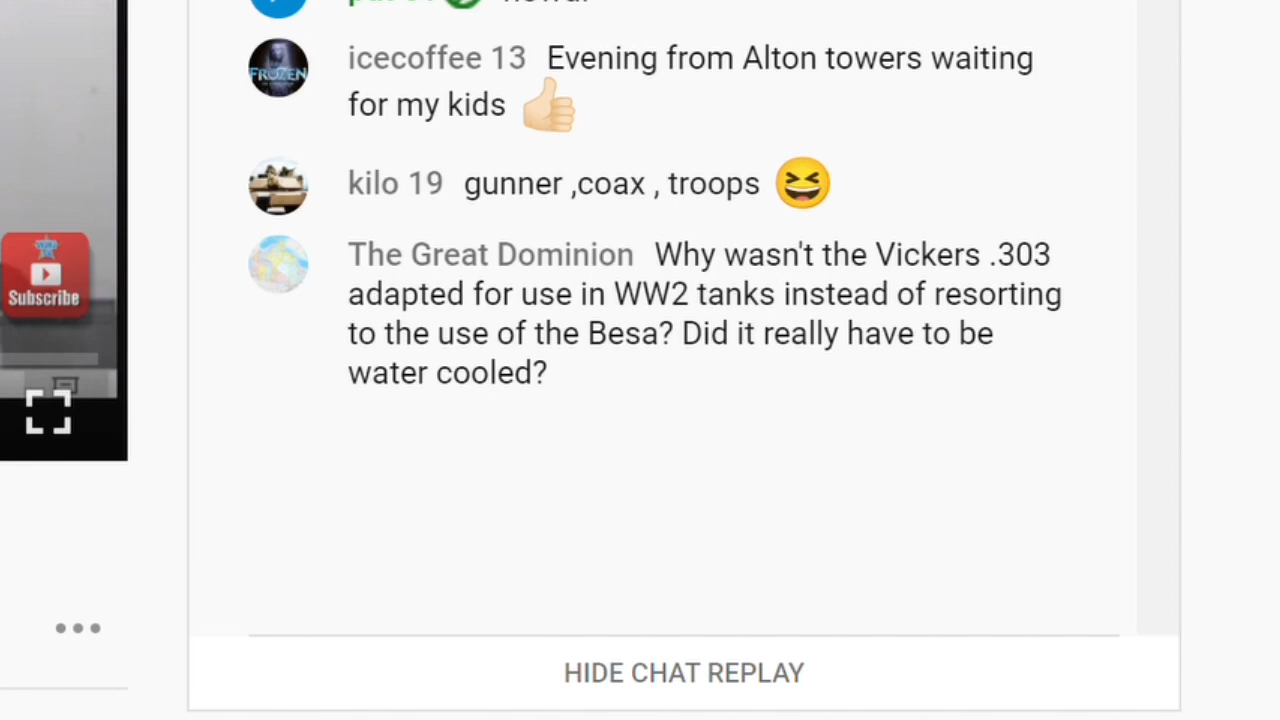 icecoffee 13 Evening from Alton towers waiting
for my kids
FROZEN
kilo 19 gunner ,coax , troops
The Great Dominion Why wasn't the Vickers .303
adapted for use in WW2 tanks instead of resorting
to the use of the Besa? Did it really have to be
water cooled?
Subscribe
HIDE CHAT REPLAY